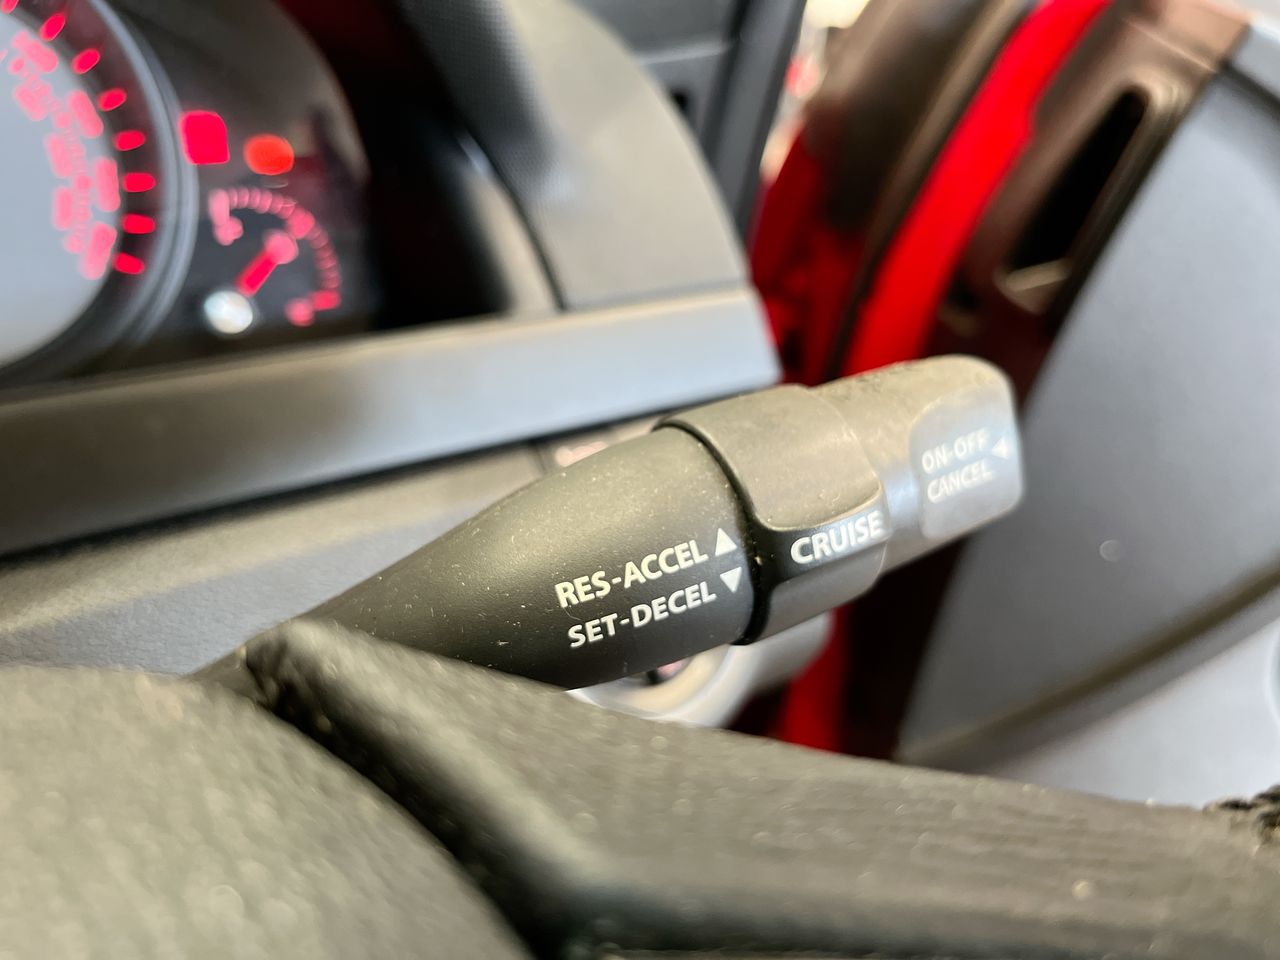 RES-ACCEL ▲
SET-DECEL ▼
CRUISE
ON-OFF ◀
CANCEL